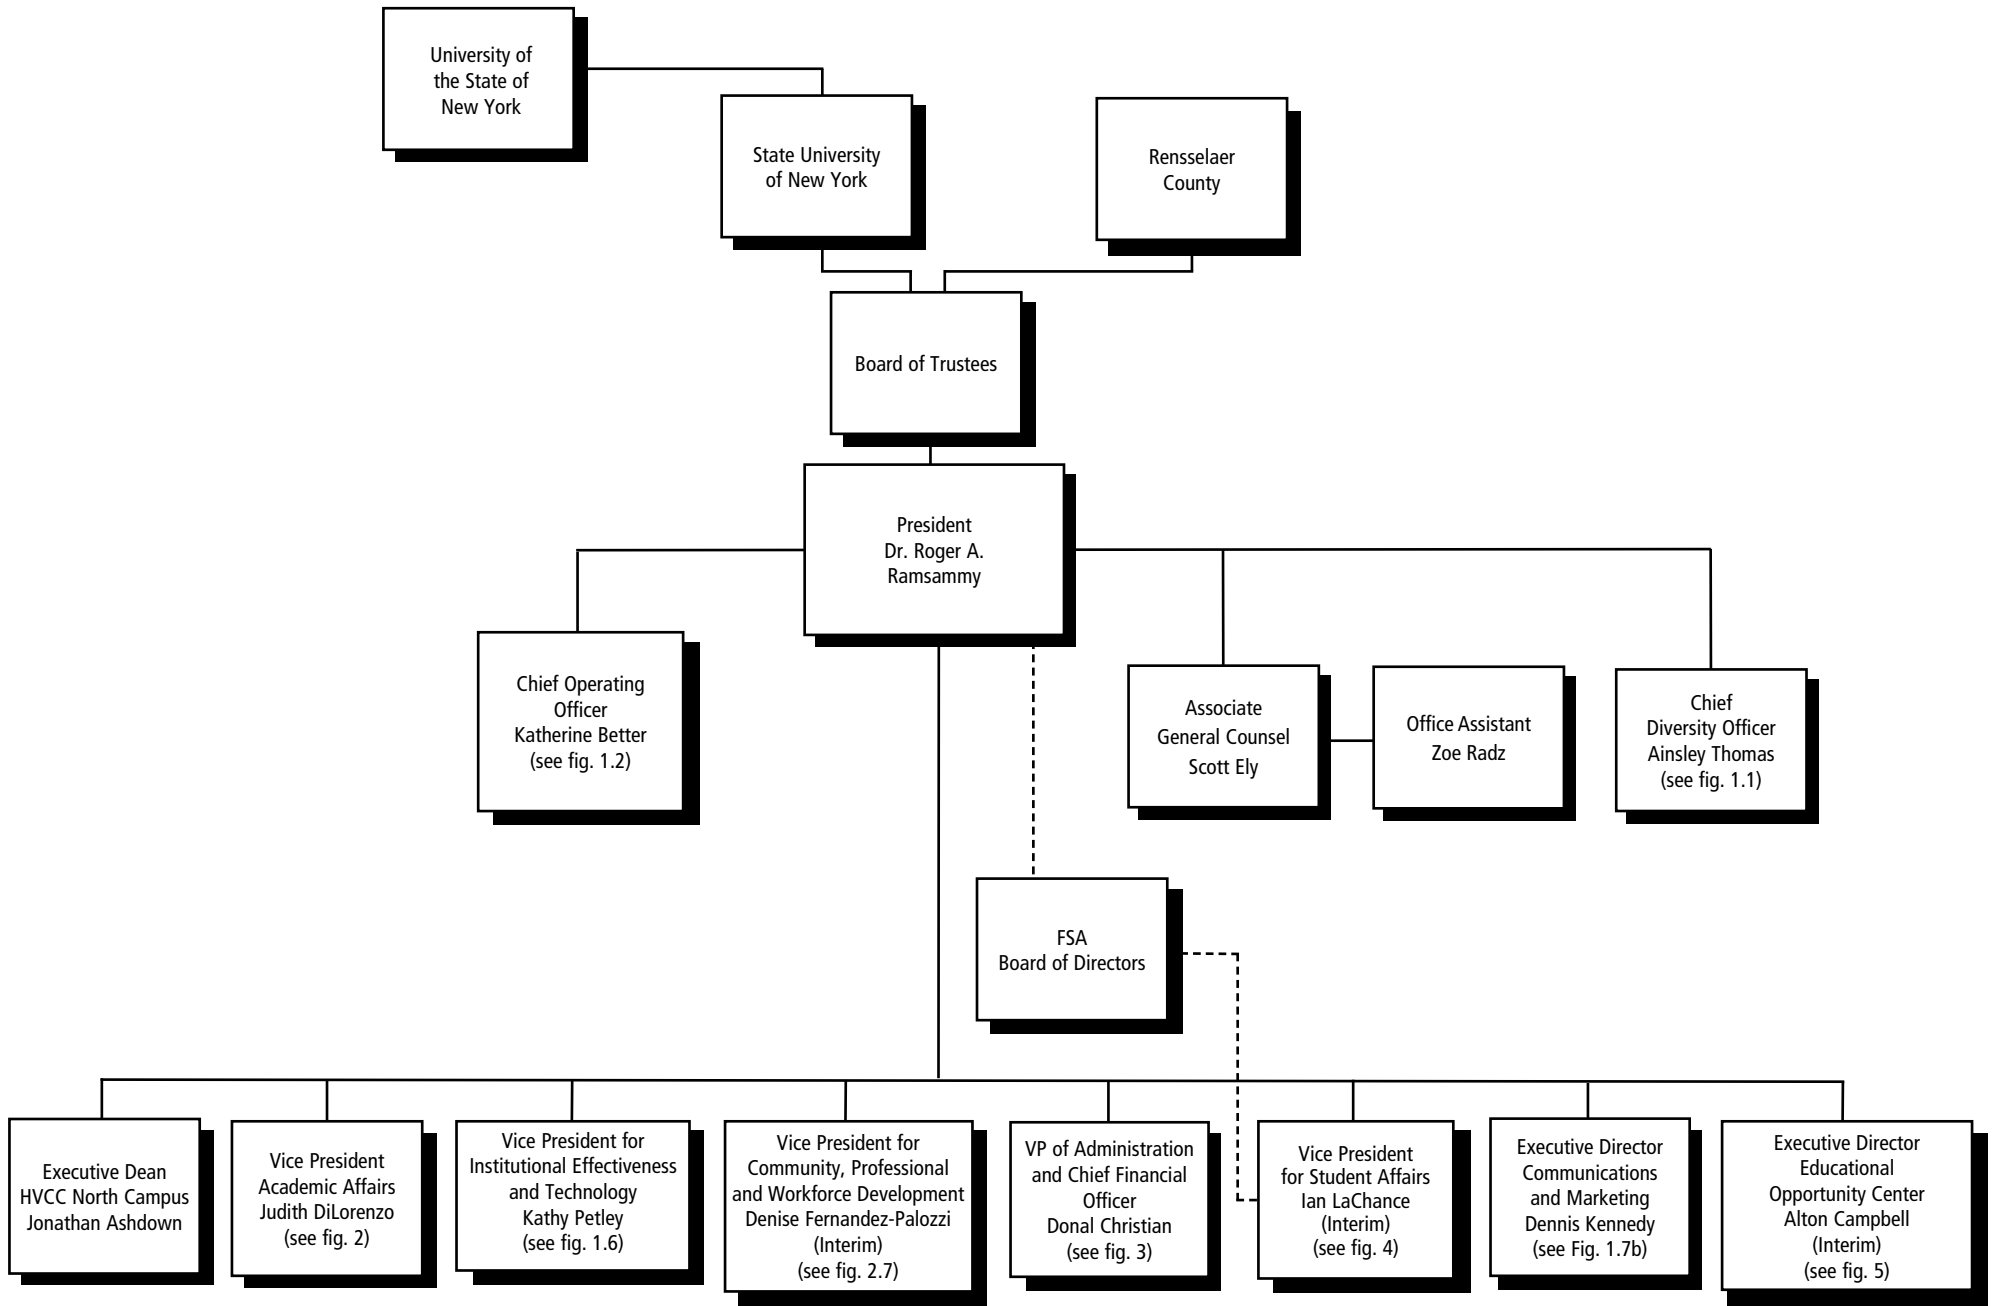 University of
the State of
New York
State University
of New York
Rensselaer
County
Board of Trustees
President
Dr. Roger A.
Ramsammy
Chief Operating
Officer
Katherine Better
(see fig. 1.2)
Associate
General Counsel
Scott Ely
Office Assistant
Zoe Radz
Chief
Diversity Officer
Ainsley Thomas
(see fig. 1.1)
FSA
Board of Directors
Executive Dean
HVCC North Campus
Jonathan Ashdown
Vice President
Academic Affairs
Judith DiLorenzo
(see fig. 2)
Vice President for
Institutional Effectiveness
and Technology
Kathy Petley
(see fig. 1.6)
Vice President for
Community, Professional
and Workforce Development
Denise Fernandez-Palozzi
(Interim)
(see fig. 2.7)
VP of Administration
and Chief Financial
Officer
Donal Christian
(see fig. 3)
Vice President
for Student Affairs
Ian LaChance
(Interim)
(see fig. 4)
Executive Director
Communications
and Marketing
Dennis Kennedy
(see Fig. 1.7b)
Executive Director
Educational
Opportunity Center
Alton Campbell
(Interim)
(see fig. 5)